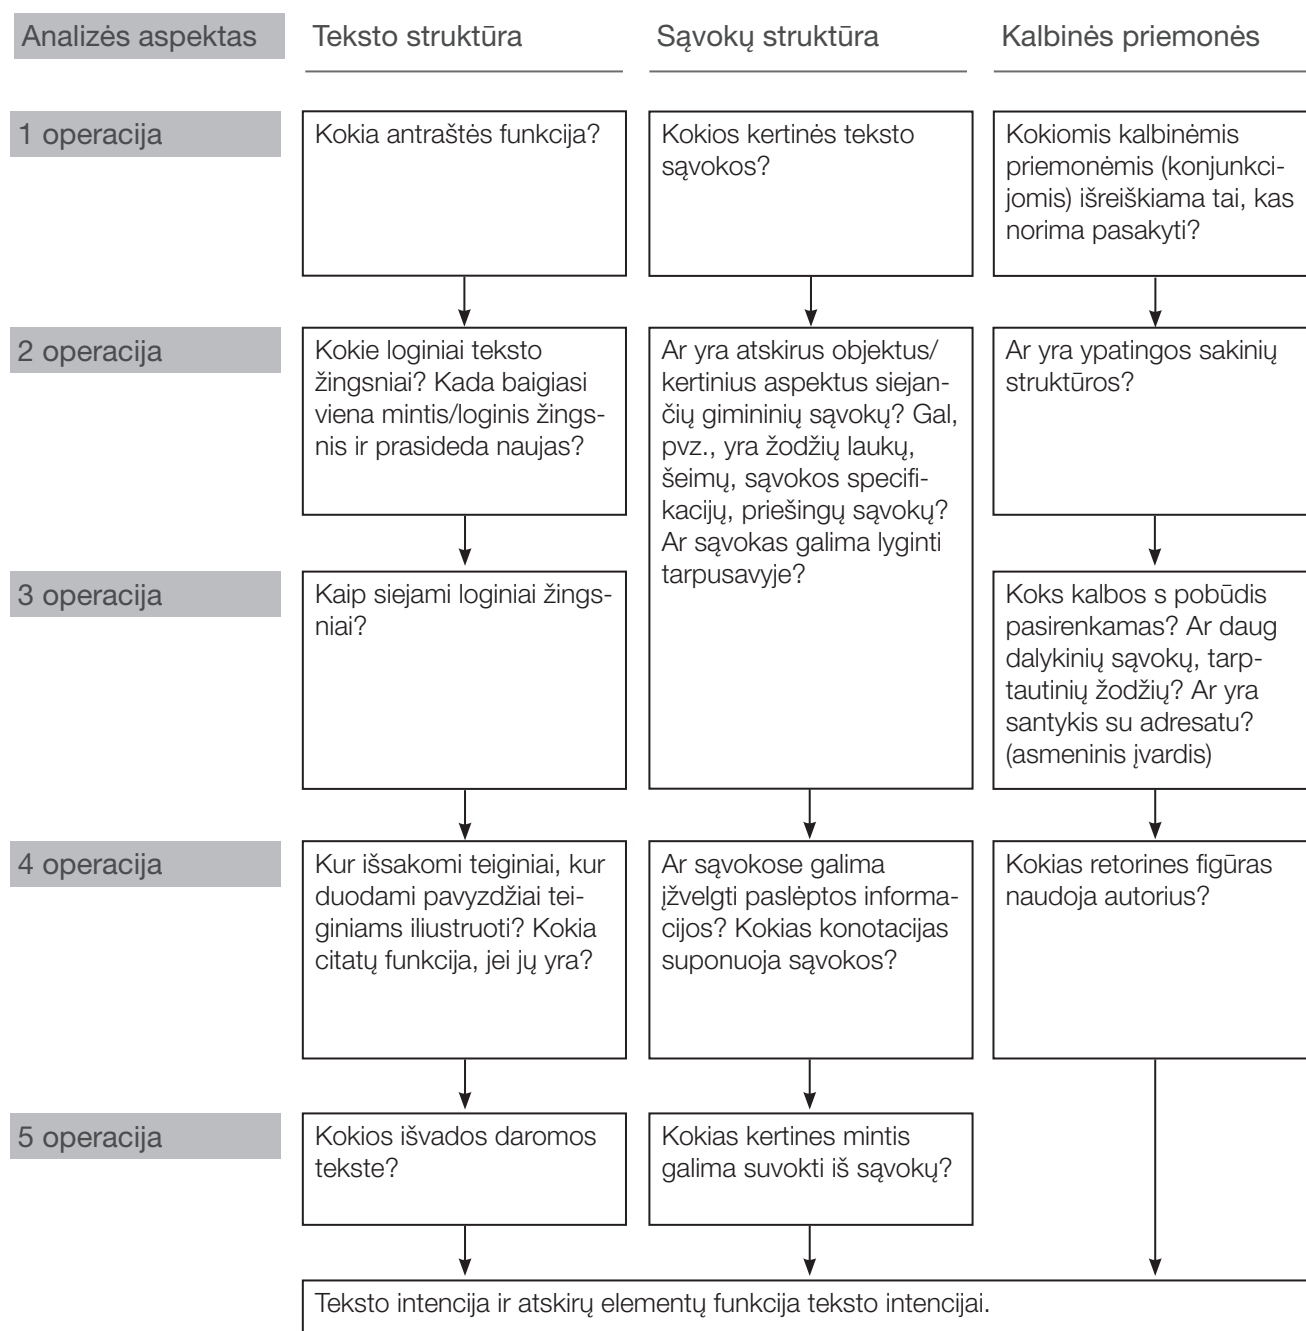 Analizės aspektas
Teksto struktūra
Sąvokų struktūra
Kalbinės priemonės
1 operacija
Kokia antraštės funkcija?
Kokios kertinės teksto
sąvokos?
Kokiomis kalbinėmis
priemonėmis (konjunkci-
jomis) išreiškiama tai, kas
norima pasakyti?
2 operacija
Kokie loginiai teksto
žingsniai? Kada baigiasi
viena mintis/loginis žings-
nis ir prasideda naujas?
Ar yra atskirus objektus/
kertinius aspektus siejan-
čių gimininių sąvokų? Gal,
pvz., yra žodžių laukų,
šeimų, sąvokos specifi-
kacijų, priešingų sąvokų?
Ar sąvokas galima lyginti
tarpusavyje?
Ar yra ypatingos sakinių
struktūros?
3 operacija
Kaip siejami loginiai žings-
niai?
Koks kalbos s pobūdis
pasirenkamas? Ar daug
dalykinių sąvokų, tarp-
tautinių žodžių? Ar yra
santykis su adresatu?
(asmeninis įvardis)
4 operacija
Kur išsakomi teiginiai, kur
duodami pavyzdžiai tei-
giniams iliustruoti? Kokia
citatų funkcija, jei jų yra?
Ar sąvokose galima
įžvelgti paslėptos informa-
cijos? Kokias konotacijas
suponuoja sąvokos?
Kokias retorines figūras
naudoja autorius?
5 operacija
Kokios išvados daromos
tekste?
Kokias kertines mintis
galima suvokti iš sąvokų?
Teksto intencija ir atskirų elementų funkcija teksto intencijai.